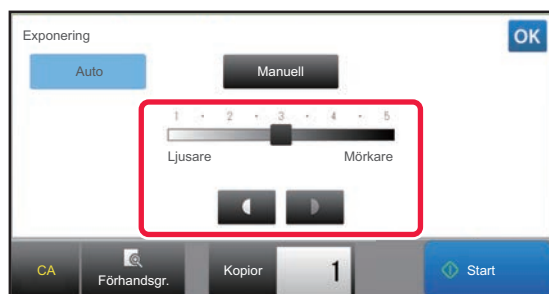 Exponering
OK
Auto
Manuell
1 · 2 · 3 · 4 · 5
Ljusare
Mörkare
CA
Förhandsgr.
Kopior
1
Start